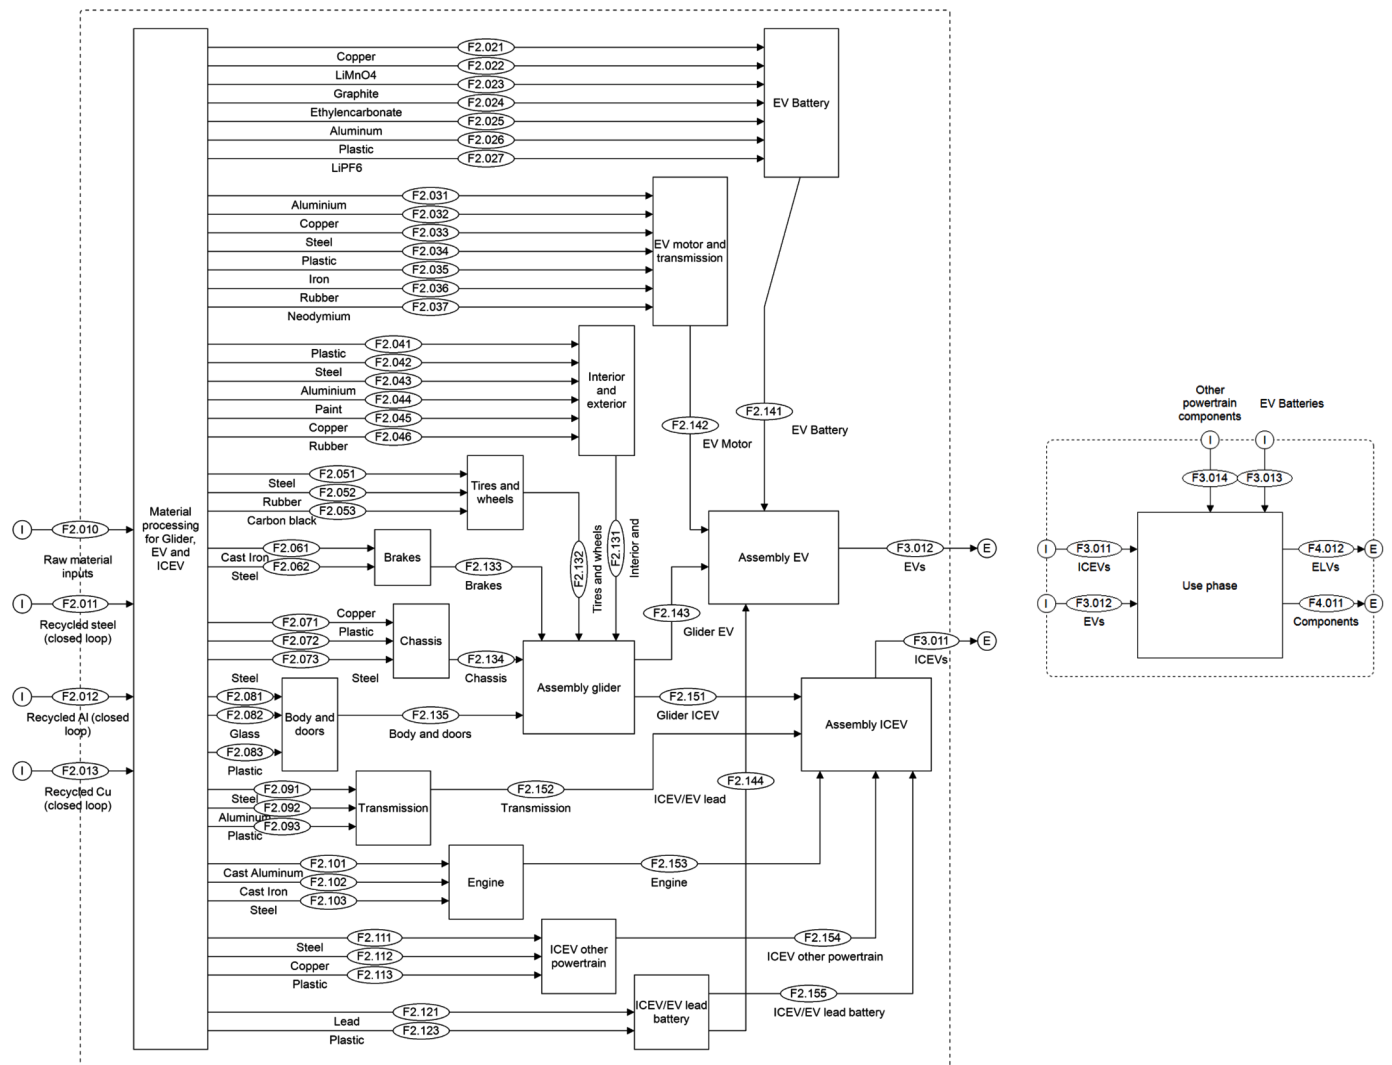 F2.021
Copper
F2.022
LiMnO4
F2.023
Graphite
F2.024
Ethylencarbonate
F2.025
Aluminum
F2.026
Plastic
F2.027
LiPF6
EV Battery
F2.031
Aluminium
F2.032
Copper
F2.033
Steel
F2.034
Plastic
F2.035
Iron
F2.036
Rubber
F2.037
Neodymium
EV motor and
transmission
F2.041
Plastic
F2.042
Steel
F2.043
Aluminium
F2.044
Paint
F2.045
Copper
F2.046
Rubber
Interior
and
exterior
F2.141
EV Battery
F2.142
EV Motor
F2.051
Steel
F2.052
Rubber
F2.053
Carbon black
Tires and
wheels
Material
processing
for Glider,
EV and
ICEV
I
F2.010
Raw material
inputs
I
F2.011
Recycled steel
(closed loop)
I
F2.012
Recycled Al (closed
loop)
I
F2.013
Recycled Cu
(closed loop)
F2.061
Cast Iron
F2.062
Steel
Brakes
F2.133
Brakes
F2.132
Tires and wheels
F2.131
Interior and
Assembly EV
F3.012
EVs
E
F2.071
Copper
F2.072
Plastic
F2.073
Steel
Chassis
F2.134
Chassis
Assembly glider
F2.143
Glider EV
F3.011
ICEVs
E
Steel
F2.081
F2.082
Glass
F2.083
Plastic
Body and
doors
F2.135
Body and doors
F2.151
Glider ICEV
Assembly ICEV
F2.091
Steel
F2.092
Aluminum
F2.093
Plastic
Transmission
F2.152
Transmission
F2.144
ICEV/EV lead
F2.101
Cast Aluminum
F2.102
Cast Iron
F2.103
Steel
Engine
F2.153
Engine
F2.111
Steel
F2.112
Copper
F2.113
Plastic
ICEV other
powertrain
F2.154
ICEV other powertrain
F2.121
Lead
F2.123
Plastic
ICEV/EV lead
battery
F2.155
ICEV/EV lead battery
Other
powertrain
components
EV Batteries
I
I
F3.014
F3.013
I
F3.011
ICEVs
I
F3.012
EVs
Use phase
F4.012
ELVs
E
F4.011
Components
E